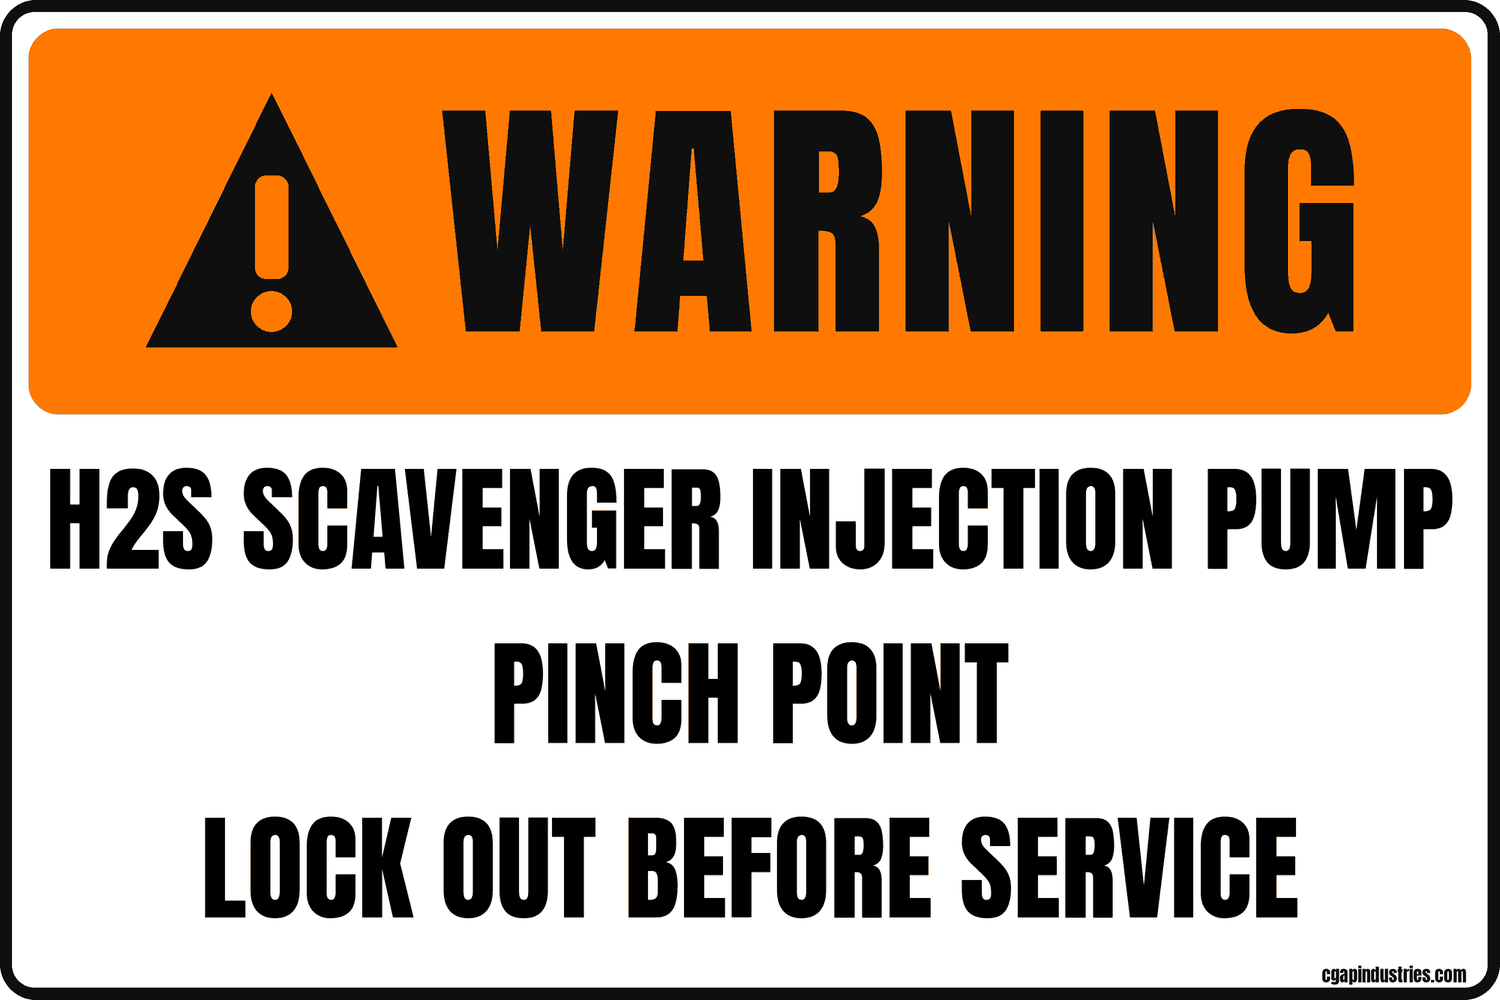 WARNING
H2S SCAVENGER INJECTION PUMP
PINCH POINT
LOCK OUT BEFORE SERVICE
cgapindustries.com